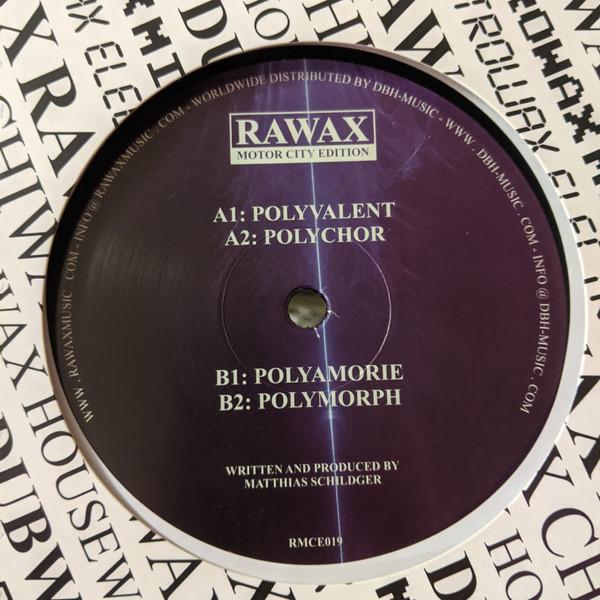 WWW . RAWAXMUSIC . COM - INFO @ RAWAXMUSIC . COM - WORLDWIDE DISTRIBUTED BY DBH-MUSIC - WWW . DBH-MUSIC . COM - INFO @ DBH-MUSIC . COM
RAWAX
MOTOR CITY EDITION
A1: POLYVALENT
A2: POLYCHOR
B1: POLYAMORIE
B2: POLYMORPH
WRITTEN AND PRODUCED BY
MATTHIAS SCHILDGER
RMCE019